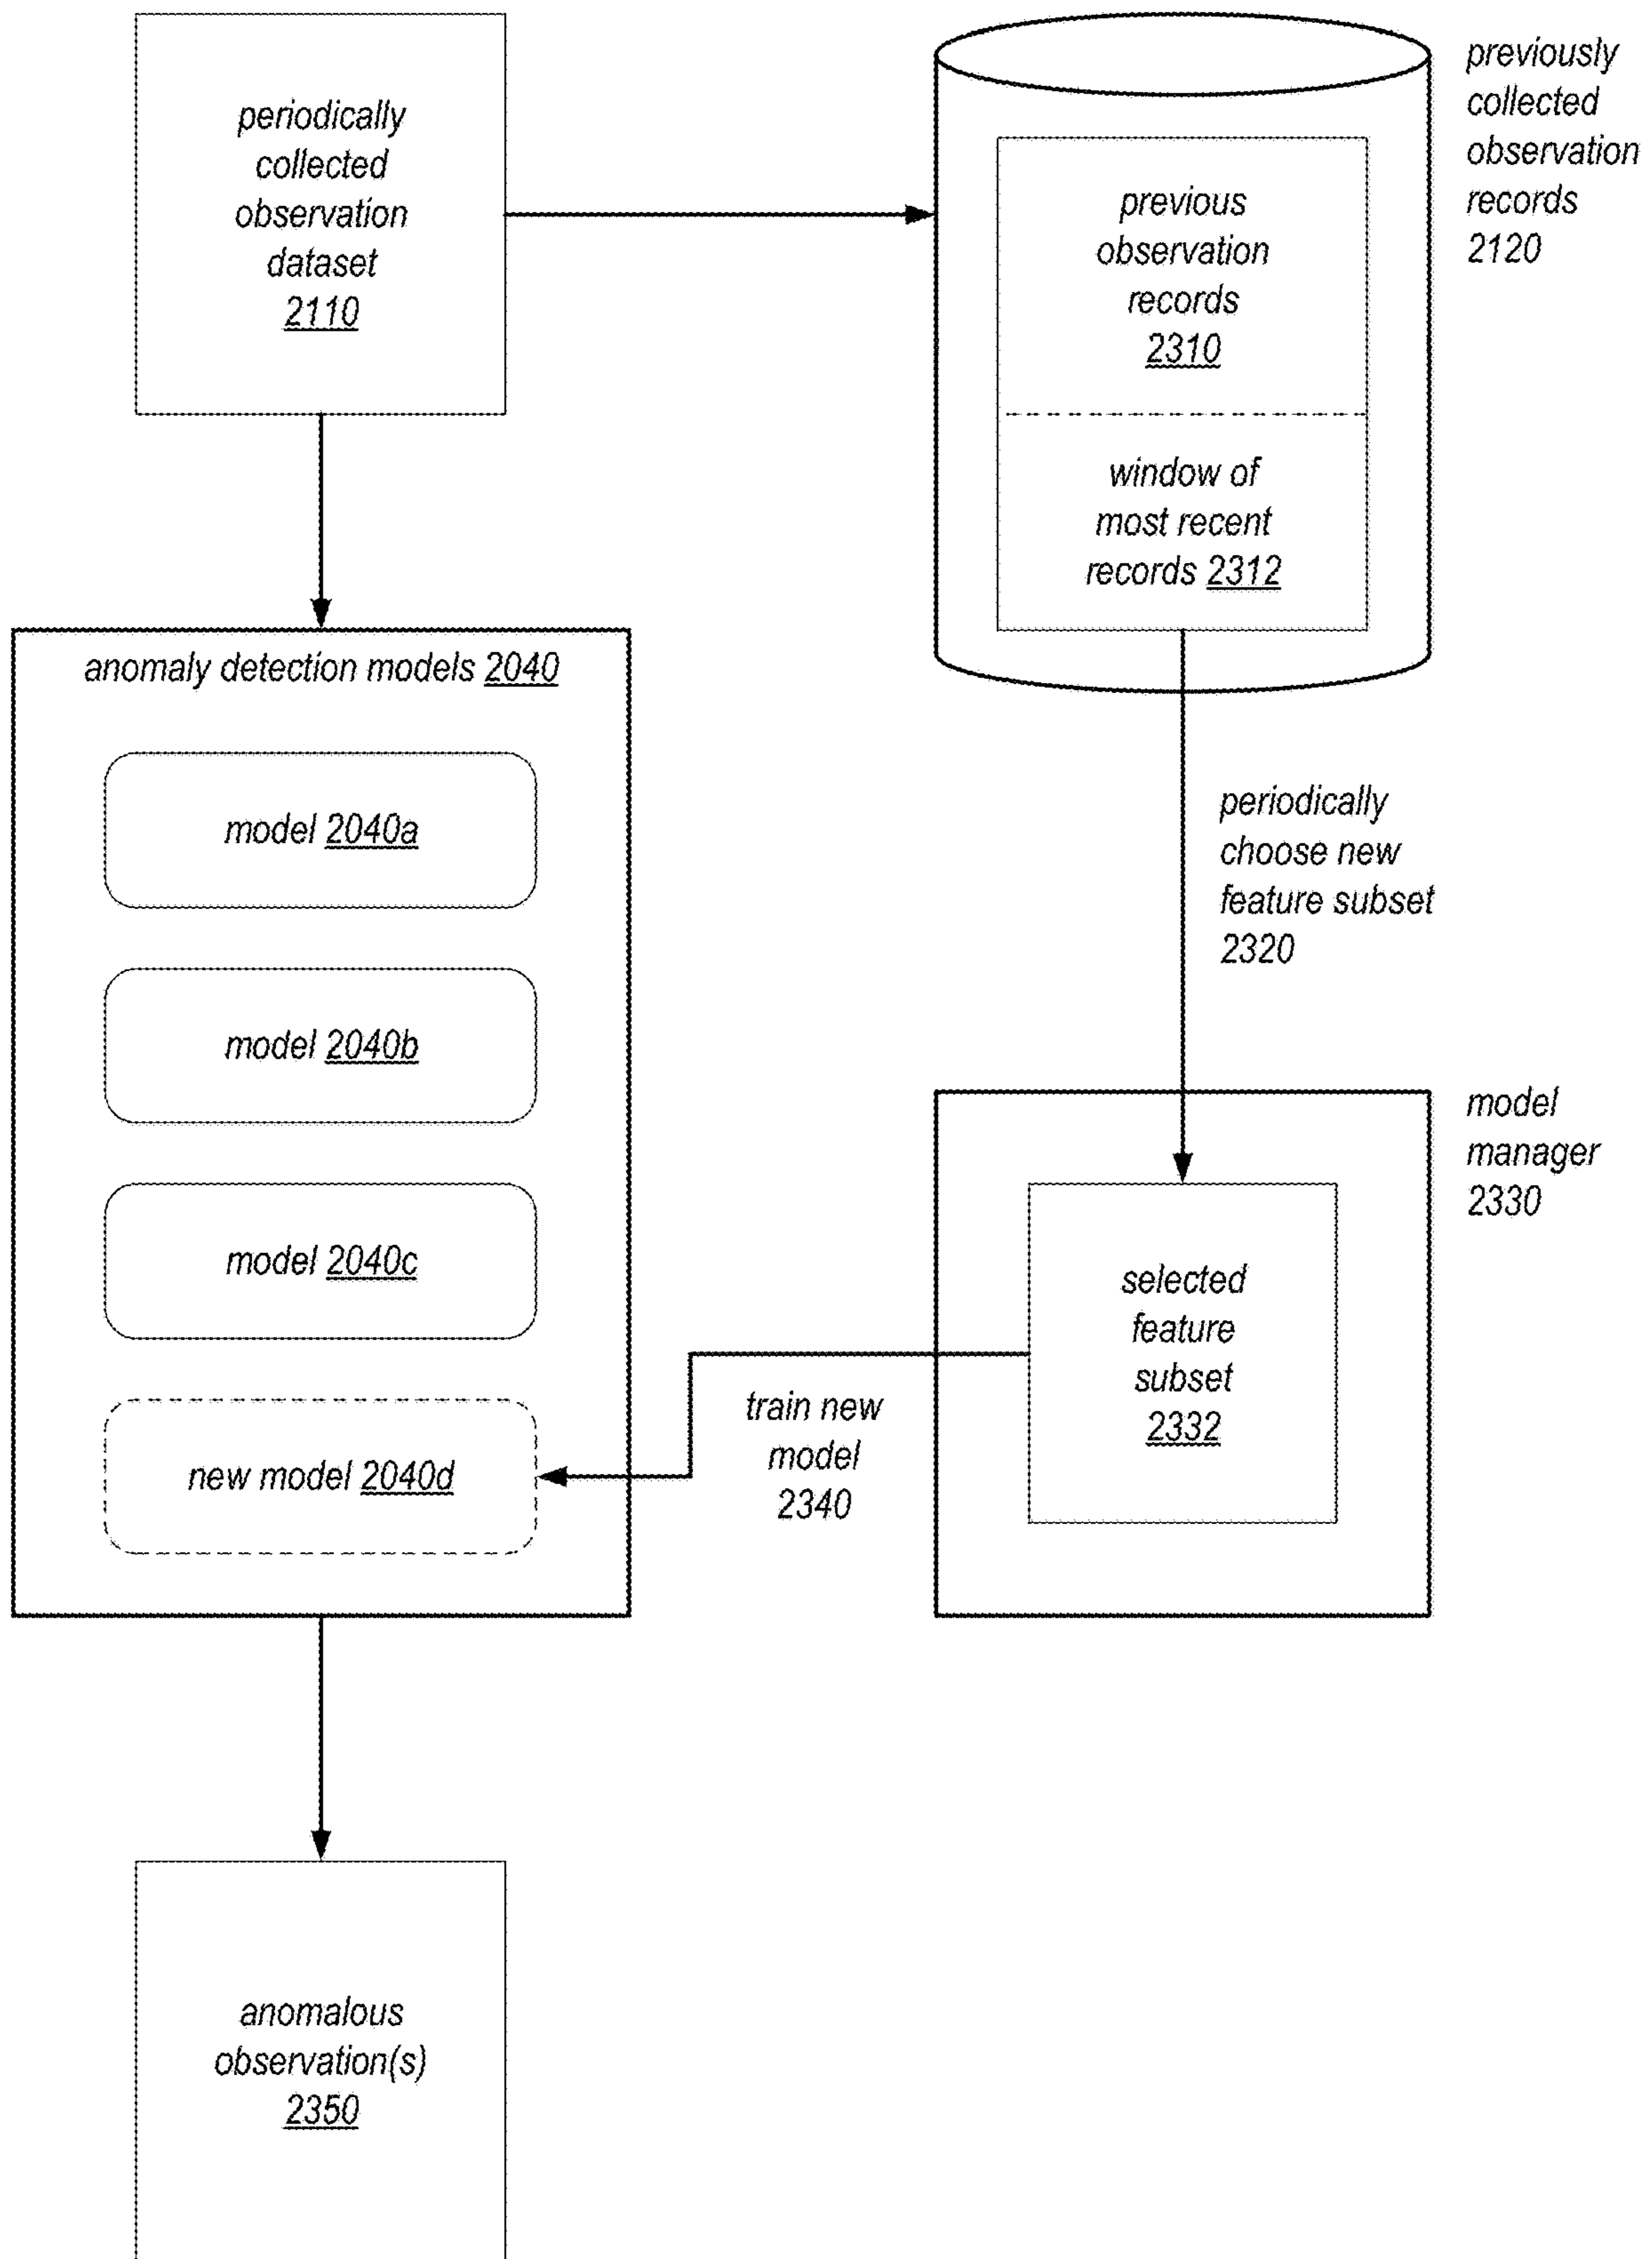 periodically
collected
observation
dataset
2110
previously
collected
observation
records
2120
previous
observation
records
2310
window of
most recent
records 2312
anomaly detection models 2040
model 2040a
model 2040b
model 2040c
new model 2040d
periodically
choose new
feature subset
2320
model
manager
2330
selected
feature
subset
2332
train new
model
2340
anomalous
observation(s)
2350